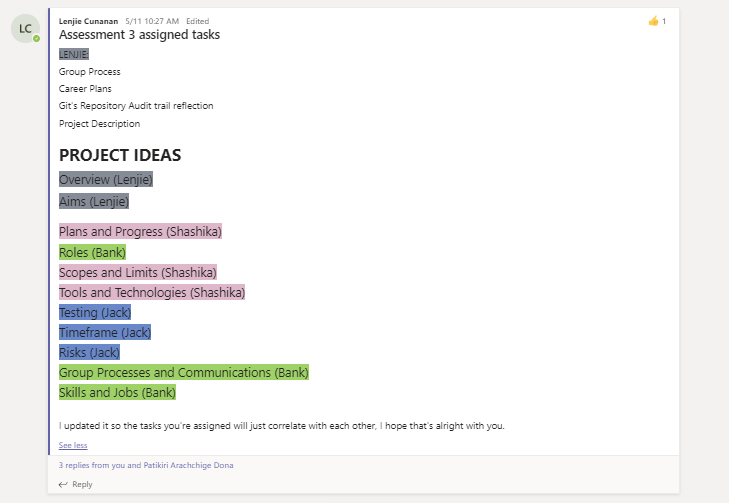 LC
Lenjie Cunanan 5/11 10:27 AM Edited
1
Assessment 3 assigned tasks
LENJIE:
Group Process
Career Plans
Git's Repository Audit trail reflection
Project Description
PROJECT IDEAS
Overview (Lenjie)
Aims (Lenjie)
Plans and Progress (Shashika)
Roles (Bank)
Scopes and Limits (Shashika)
Tools and Technologies (Shashika)
Testing (Jack)
Timeframe (Jack)
Risks (Jack)
Group Processes and Communications (Bank)
Skills and Jobs (Bank)
I updated it so the tasks you're assigned will just correlate with each other, I hope that's alright with you.
See less
3 replies from you and Patikiri Arachchige Dona
Reply